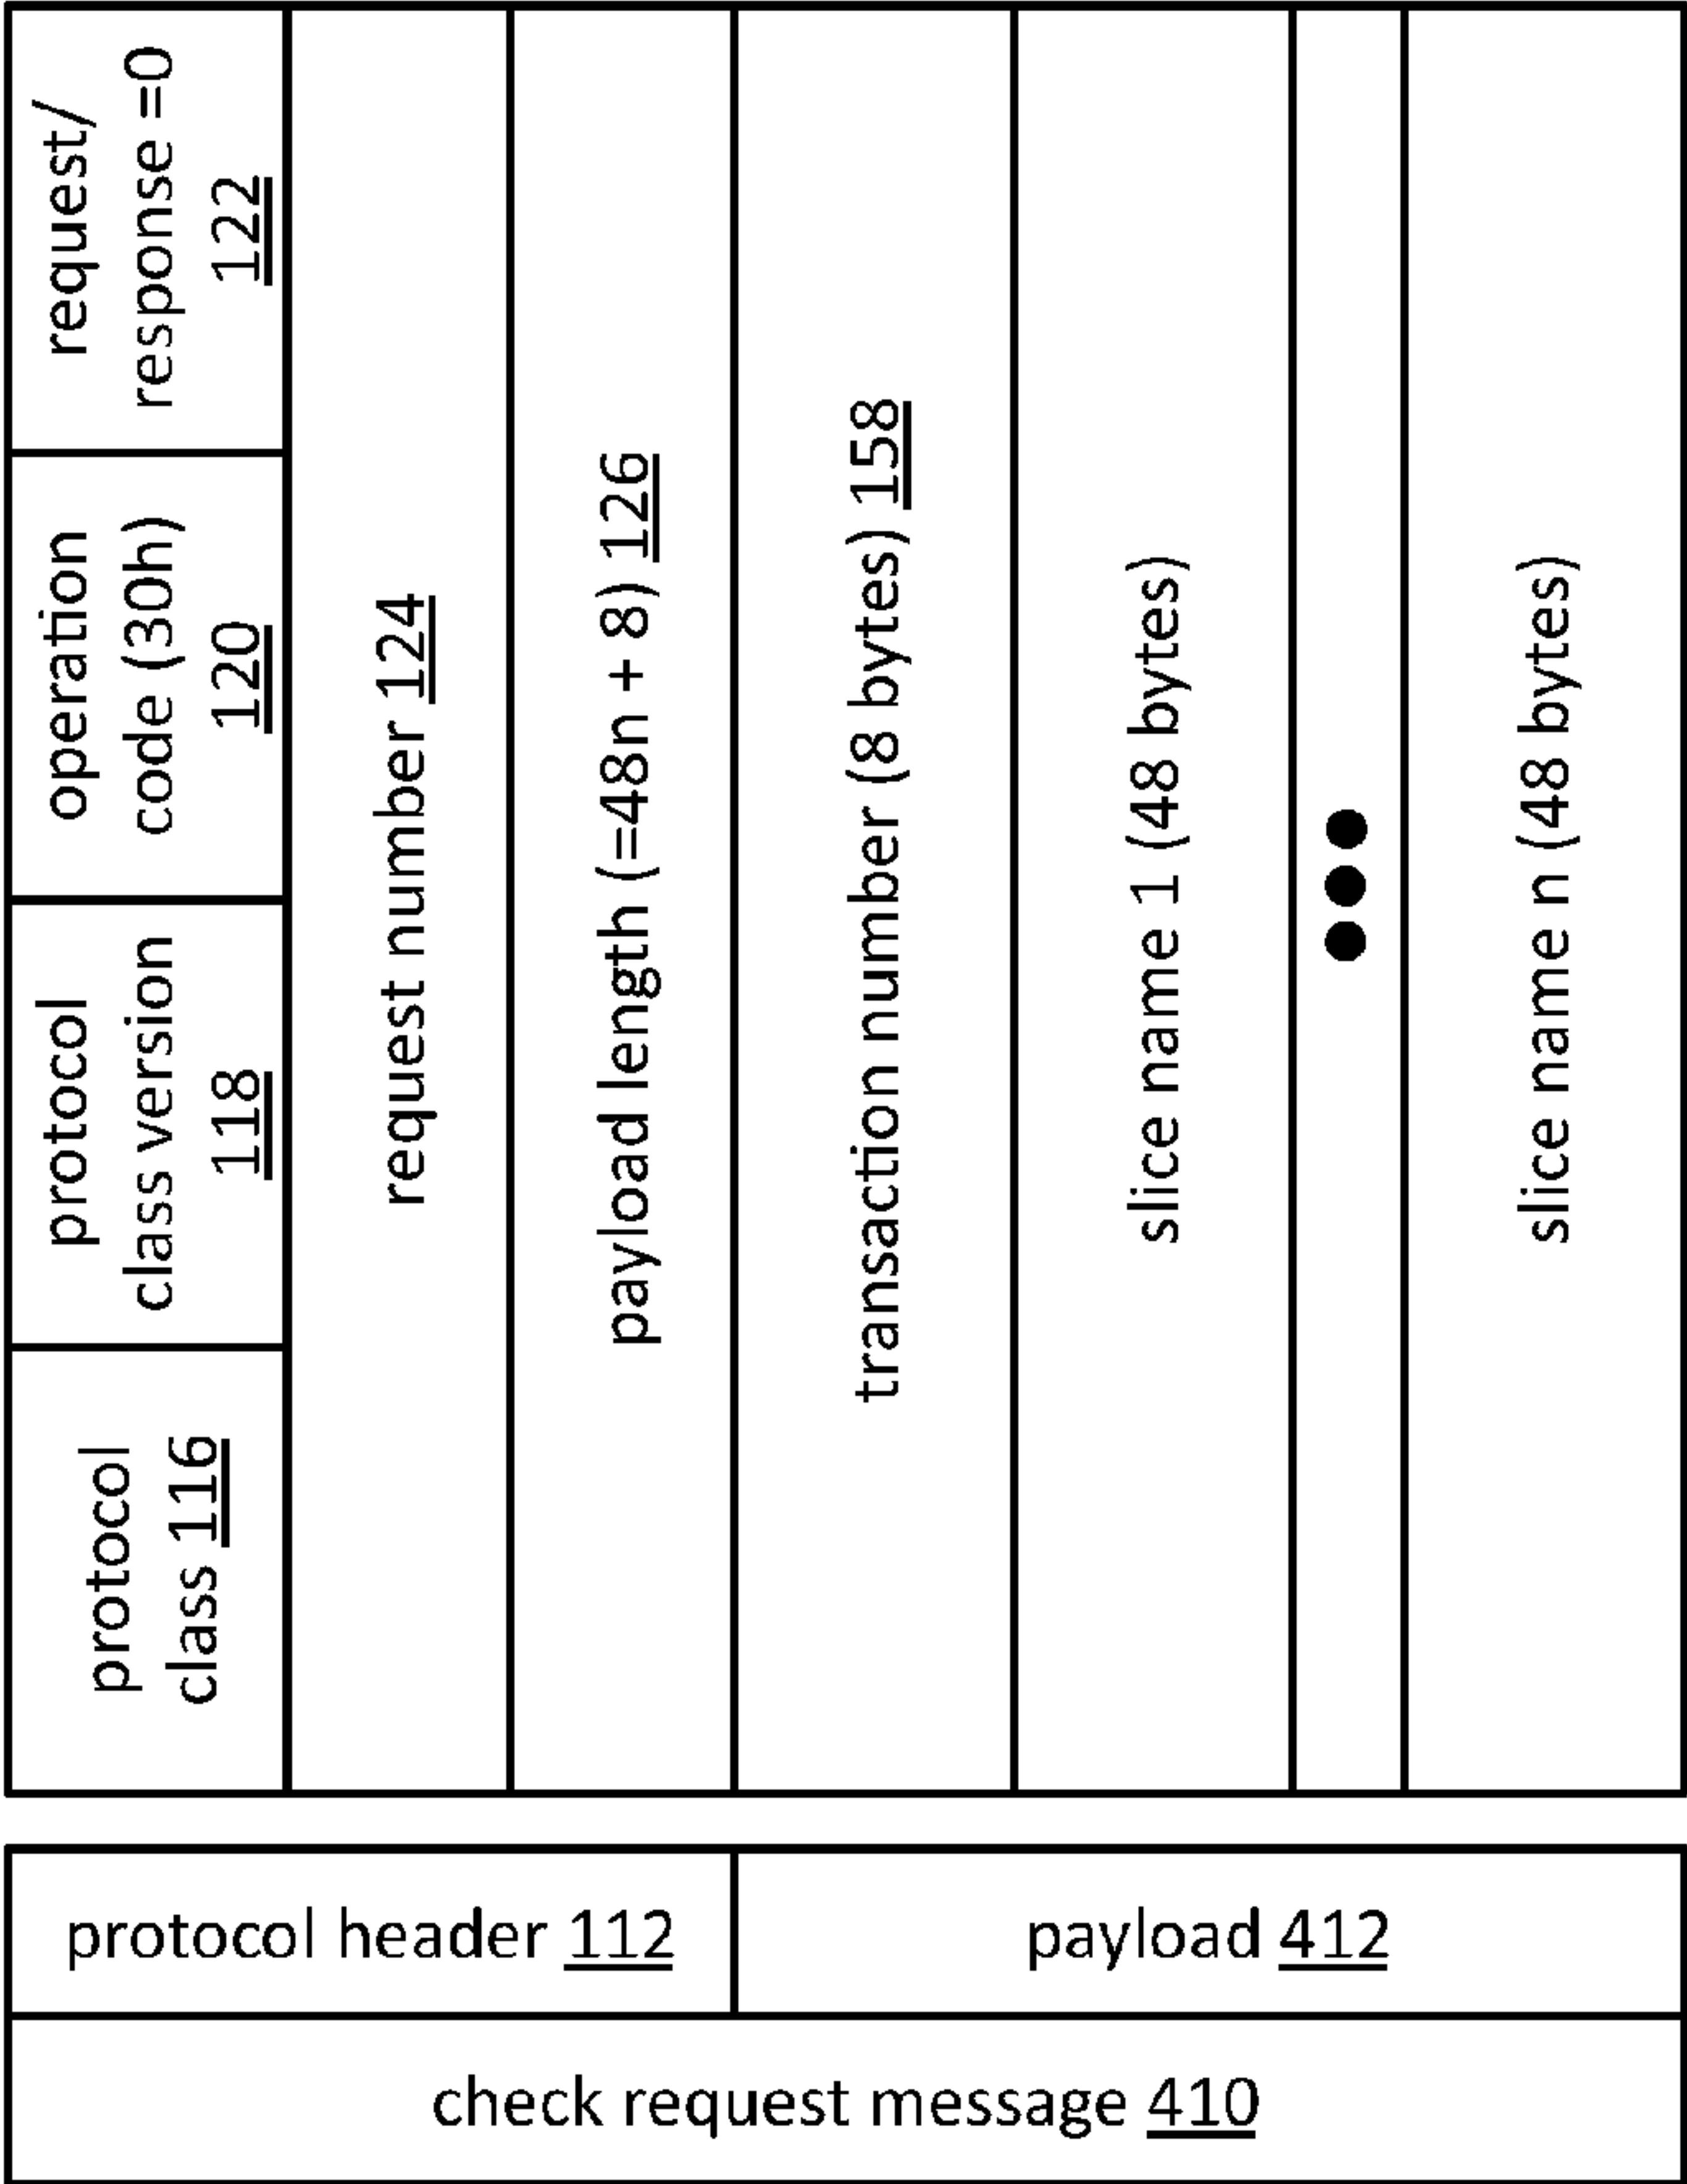 protocol
class 116
protocol
class version
118
operation
code (30h)
120
request/
response =0
122
request number 124
payload length (=48n + 8) 126
transaction number (8 bytes) 158
slice name 1 (48 bytes)
slice name n (48 bytes)
protocol header 112
payload 412
check request message 410